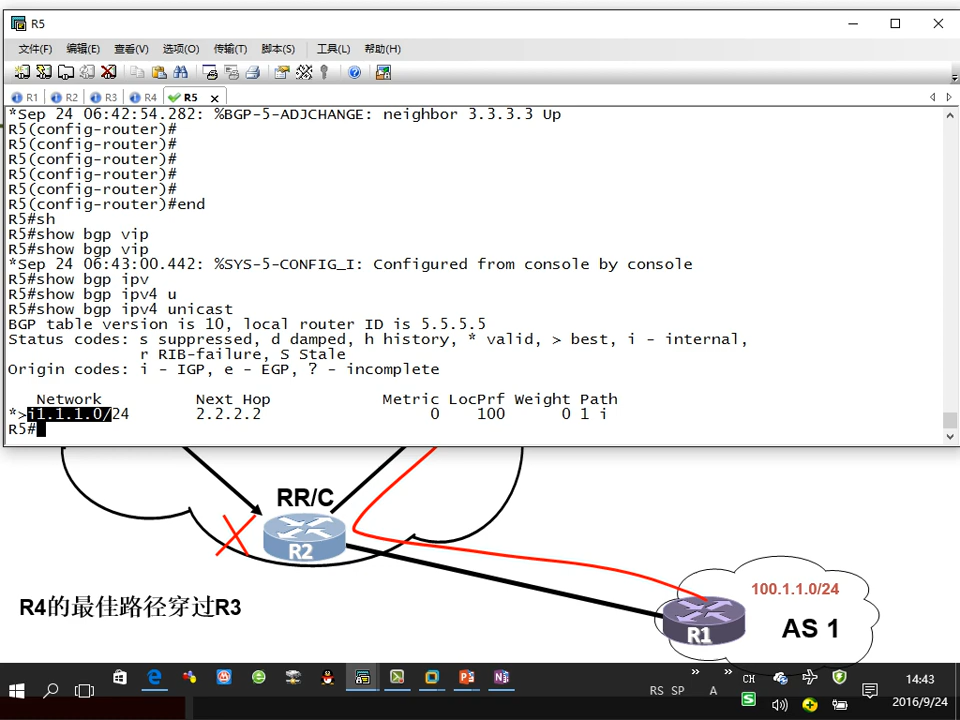 R5
文件(F) 编辑(E) 查看(V) 选项(O) 传输(T) 脚本(S) 工具(L) 帮助(H)
R1 R2 R3 R4 R5
*Sep 24 06:42:54.282: %BGP-5-ADJCHANGE: neighbor 3.3.3.3 Up
R5(config-router)#
R5(config-router)#
R5(config-router)#
R5(config-router)#
R5(config-router)#
R5(config-router)#end
R5#sh
R5#show bgp vip
R5#show bgp vip
*Sep 24 06:43:00.442: %SYS-5-CONFIG_I: Configured from console by console
R5#show bgp ipv
R5#show bgp ipv4 u
R5#show bgp ipv4 unicast
BGP table version is 10, local router ID is 5.5.5.5
Status codes: s suppressed, d damped, h history, * valid, > best, i - internal,
r RIB-failure, S Stale
Origin codes: i - IGP, e - EGP, ? - incomplete
Network Next Hop Metric LocPrf Weight Path
*>i1.1.1.0/24 2.2.2.2 0 100 0 1 i
R5#
RR/C
R2
R4的最佳路径穿过R3
100.1.1.0/24
R1
AS 1
RS SP A CH
14:43
2016/9/24